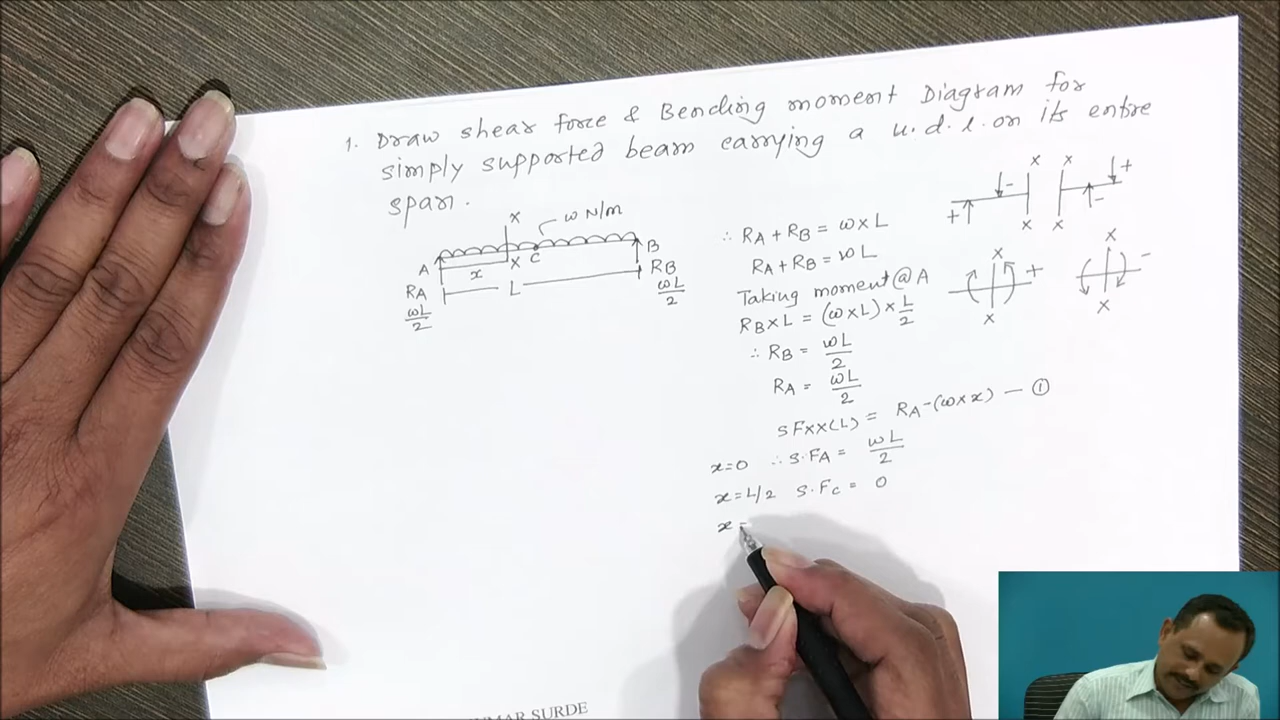 1. Draw shear force & Bending moment Diagram for
simply supported beam carrying a u.d.l. on its entire
span.
X
ω N/m
A
x
X
C
B
RA
ωL/2
L
RB
ωL/2
∴ RA + RB = ω × L
RA + RB = ωL
Taking moment @ A
RB × L = (ω × L) × L/2
∴ RB = ωL/2
RA = ωL/2
SFxx(L) = RA - (ω × x) — ①
x=0 ∴ S.FA = ωL/2
x = L/2 S.Fc = 0
x =
X X
+ - - +
X X
X +
X
X -
X
SURDE